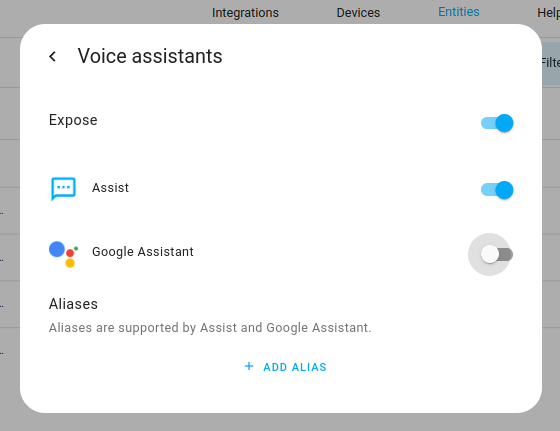 Integrations Devices Entities Help
Filte
Voice assistants
Expose
Assist
Google Assistant
Aliases
Aliases are supported by Assist and Google Assistant.
+ ADD ALIAS